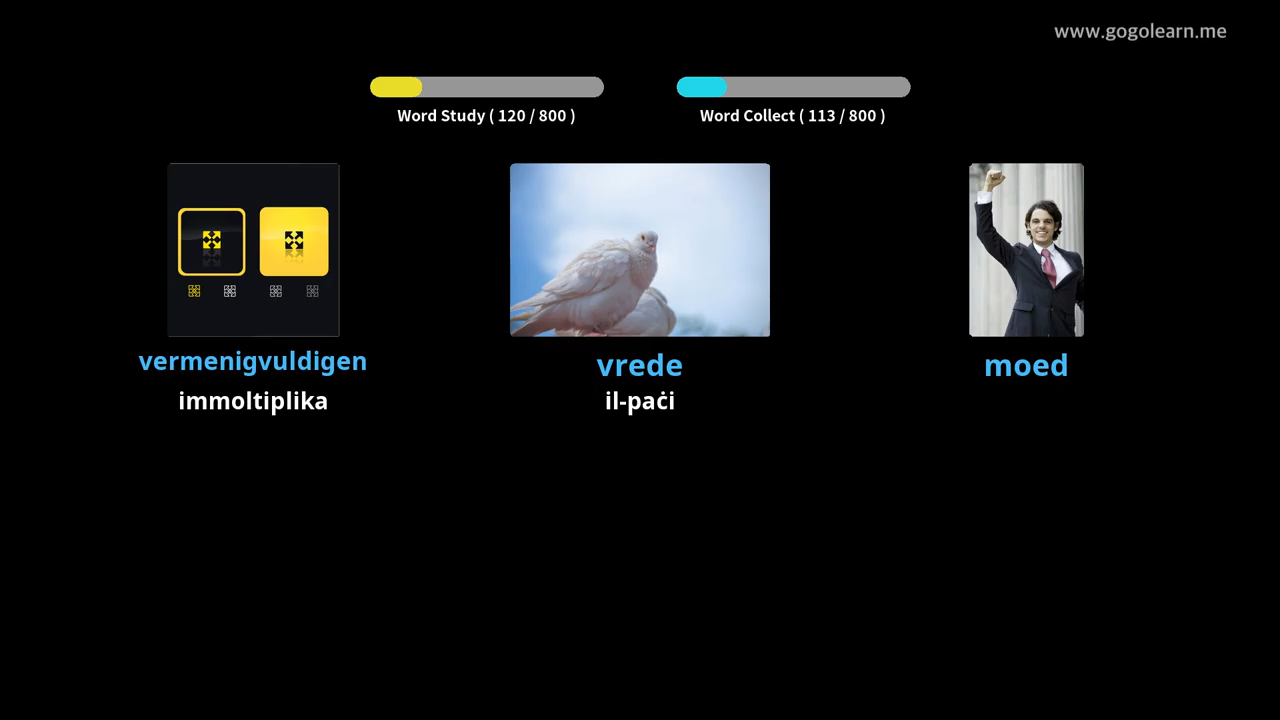 www.gogolearn.me
Word Study ( 120 / 800 )
Word Collect ( 113 / 800 )
vermenigvuldigen
immoltiplika
vrede
il-paċi
moed